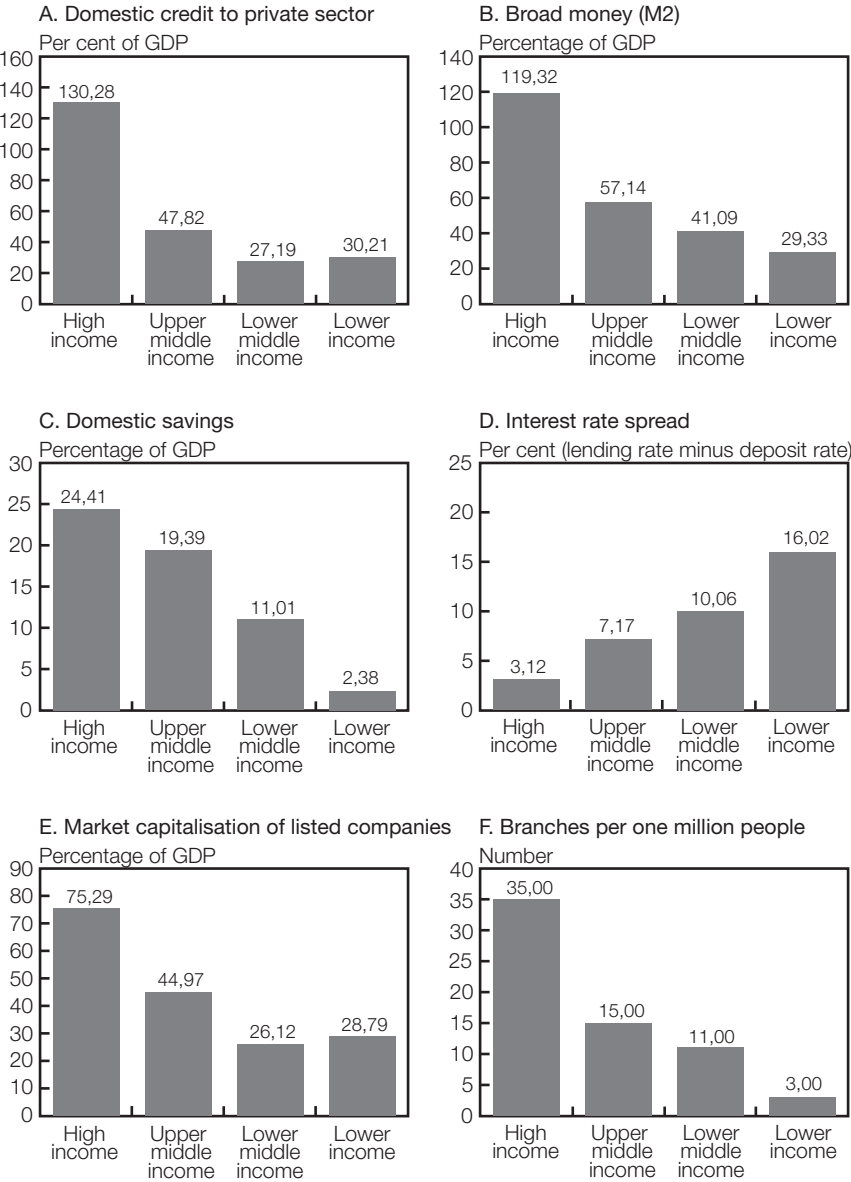 A. Domestic credit to private sector
Per cent of GDP
160
140
120
100
80
60
40
20
0
130,28
47,82
27,19
30,21
High
income
Upper
middle
income
Lower
middle
income
Lower
income
B. Broad money (M2)
Percentage of GDP
140
120
100
80
60
40
20
0
119,32
57,14
41,09
29,33
High
income
Upper
middle
income
Lower
middle
income
Lower
income
C. Domestic savings
Percentage of GDP
30
25
20
15
10
5
0
24,41
19,39
11,01
2,38
High
income
Upper
middle
income
Lower
middle
income
Lower
income
D. Interest rate spread
Per cent (lending rate minus deposit rate)
25
20
15
10
5
0
3,12
7,17
10,06
16,02
High
income
Upper
middle
income
Lower
middle
income
Lower
income
E. Market capitalisation of listed companies
Percentage of GDP
90
80
70
60
50
40
30
20
10
0
75,29
44,97
26,12
28,79
High
income
Upper
middle
income
Lower
middle
income
Lower
income
F. Branches per one million people
Number
40
35
30
25
20
15
10
5
0
35,00
15,00
11,00
3,00
High
income
Upper
middle
income
Lower
middle
income
Lower
income